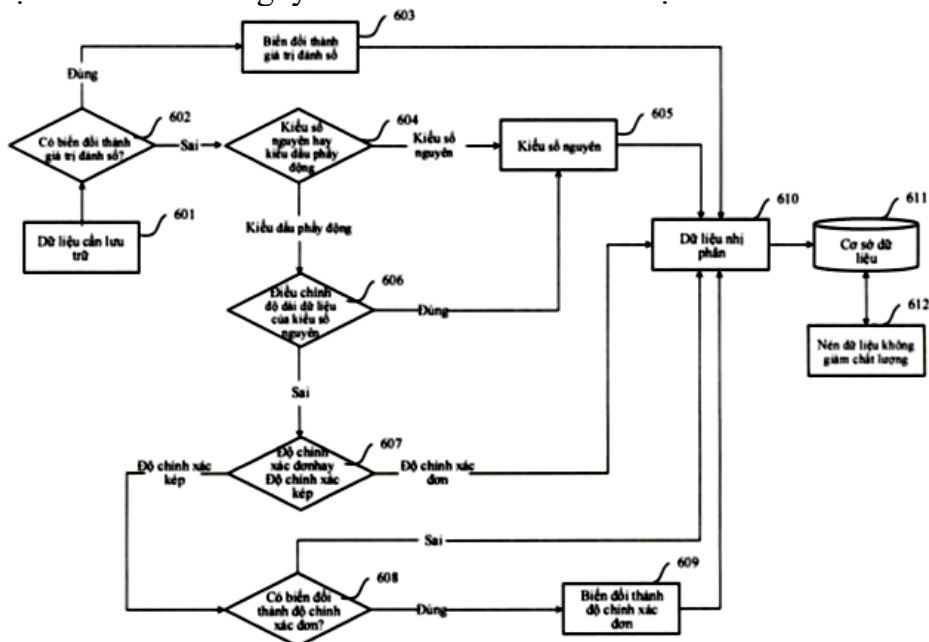 603
Biến đổi thành
giá trị đánh số
Đúng
602
Có biến đổi thành
giá trị đánh số?
Sai
604
Kiểu số
nguyên hay
kiểu dấu phẩy
động
Kiểu số
nguyên
605
Kiểu số nguyên
601
Dữ liệu cần lưu
trữ
Kiểu dấu phẩy động
610
Dữ liệu nhị
phân
611
Cơ sở dữ
liệu
606
Điều chỉnh
độ dài dữ liệu
của kiểu số
nguyên
Đúng
612
Nén dữ liệu không
giảm chất lượng
Sai
607
Độ chính
xác đơnhay
Độ chính xác
kép
Độ chính xác
kép
Độ chính xác
đơn
Sai
608
Có biến đổi
thành độ chính
xác đơn?
Đúng
609
Biến đổi thành
độ chính xác
đơn